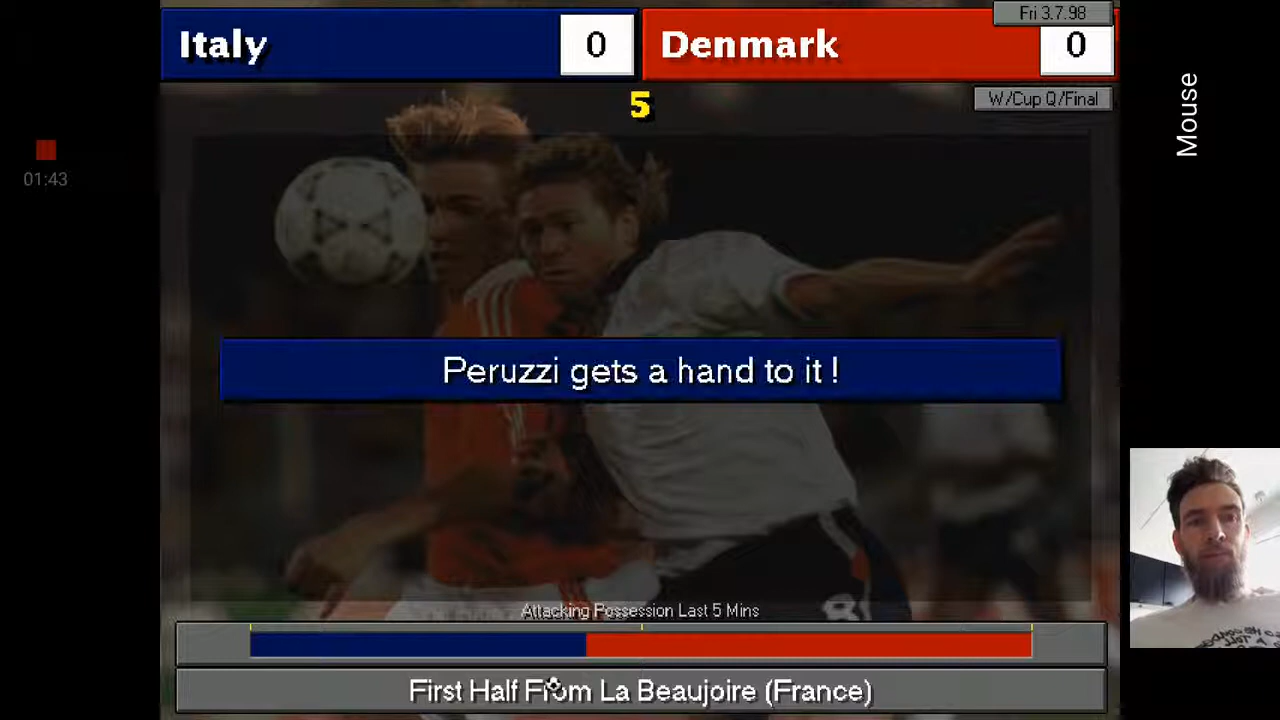 Fri 3.7.98
Italy 0 Denmark 0
5
W/Cup Q/Final
Mouse
01:43
Peruzzi gets a hand to it !
Attacking Possession Last 5 Mins
First Half From La Beaujoire (France)